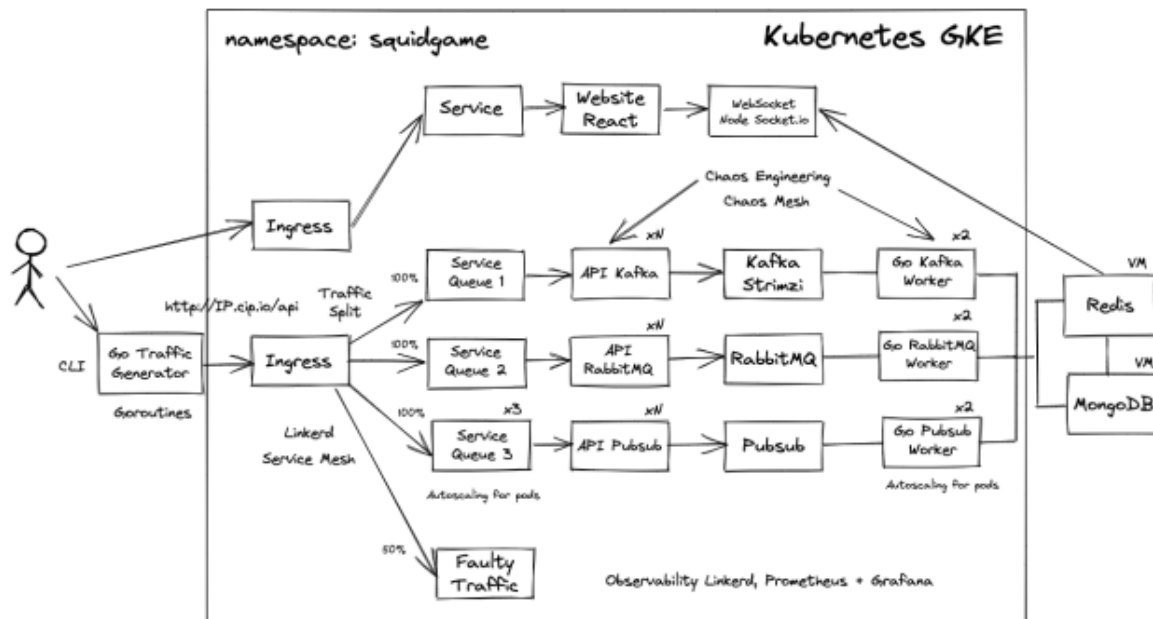 namespace: squidgame
Kubernetes GKE
Service
Website
React
WebSocket
Node Socket.io
Chaos Engineering
Chaos Mesh
Ingress
http://IP.cip.io/api
Traffic
Split
100%
Service
Queue 1
xN
API Kafka
Kafka
Strimzi
x2
Go Kafka
Worker
VM
Redis
CLI
Go Traffic
Generator
Goroutines
Ingress
100%
Service
Queue 2
xN
API
RabbitMQ
RabbitMQ
x2
Go RabbitMQ
Worker
VM
MongoDB
Linkerd
Service Mesh
100%
x3
Service
Queue 3
xN
API Pubsub
Pubsub
x2
Go Pubsub
Worker
Autoscaling for pods
Autoscaling for pods
50%
Faulty
Traffic
Observability Linkerd, Prometheus + Grafana